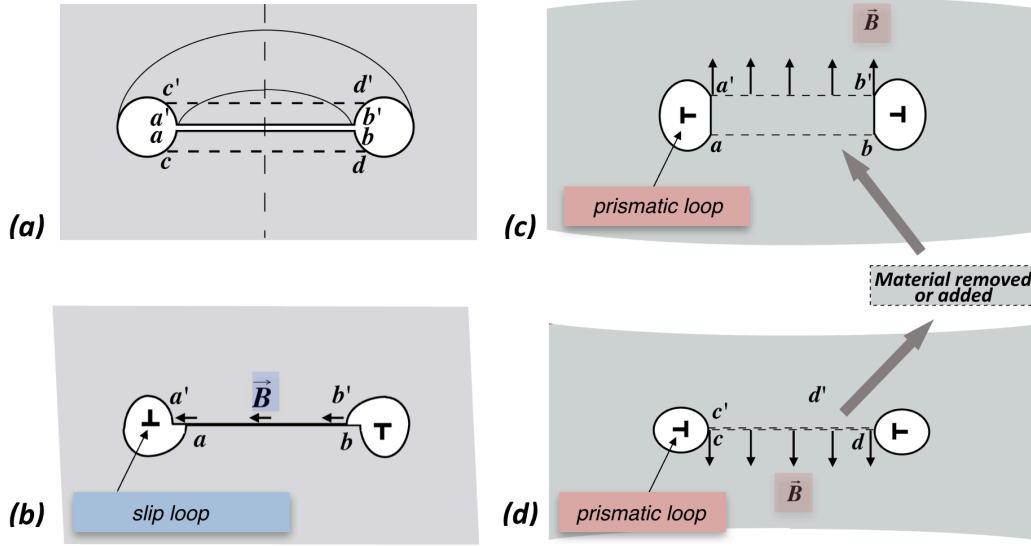 (a)
c'
d'
a'
b'
a
b
c
d
(b)
a'
B
b'
a
b
slip loop
(c)
B
a'
b'
a
b
prismatic loop
Material removed
or added
(d)
d'
c'
c
d
B
prismatic loop